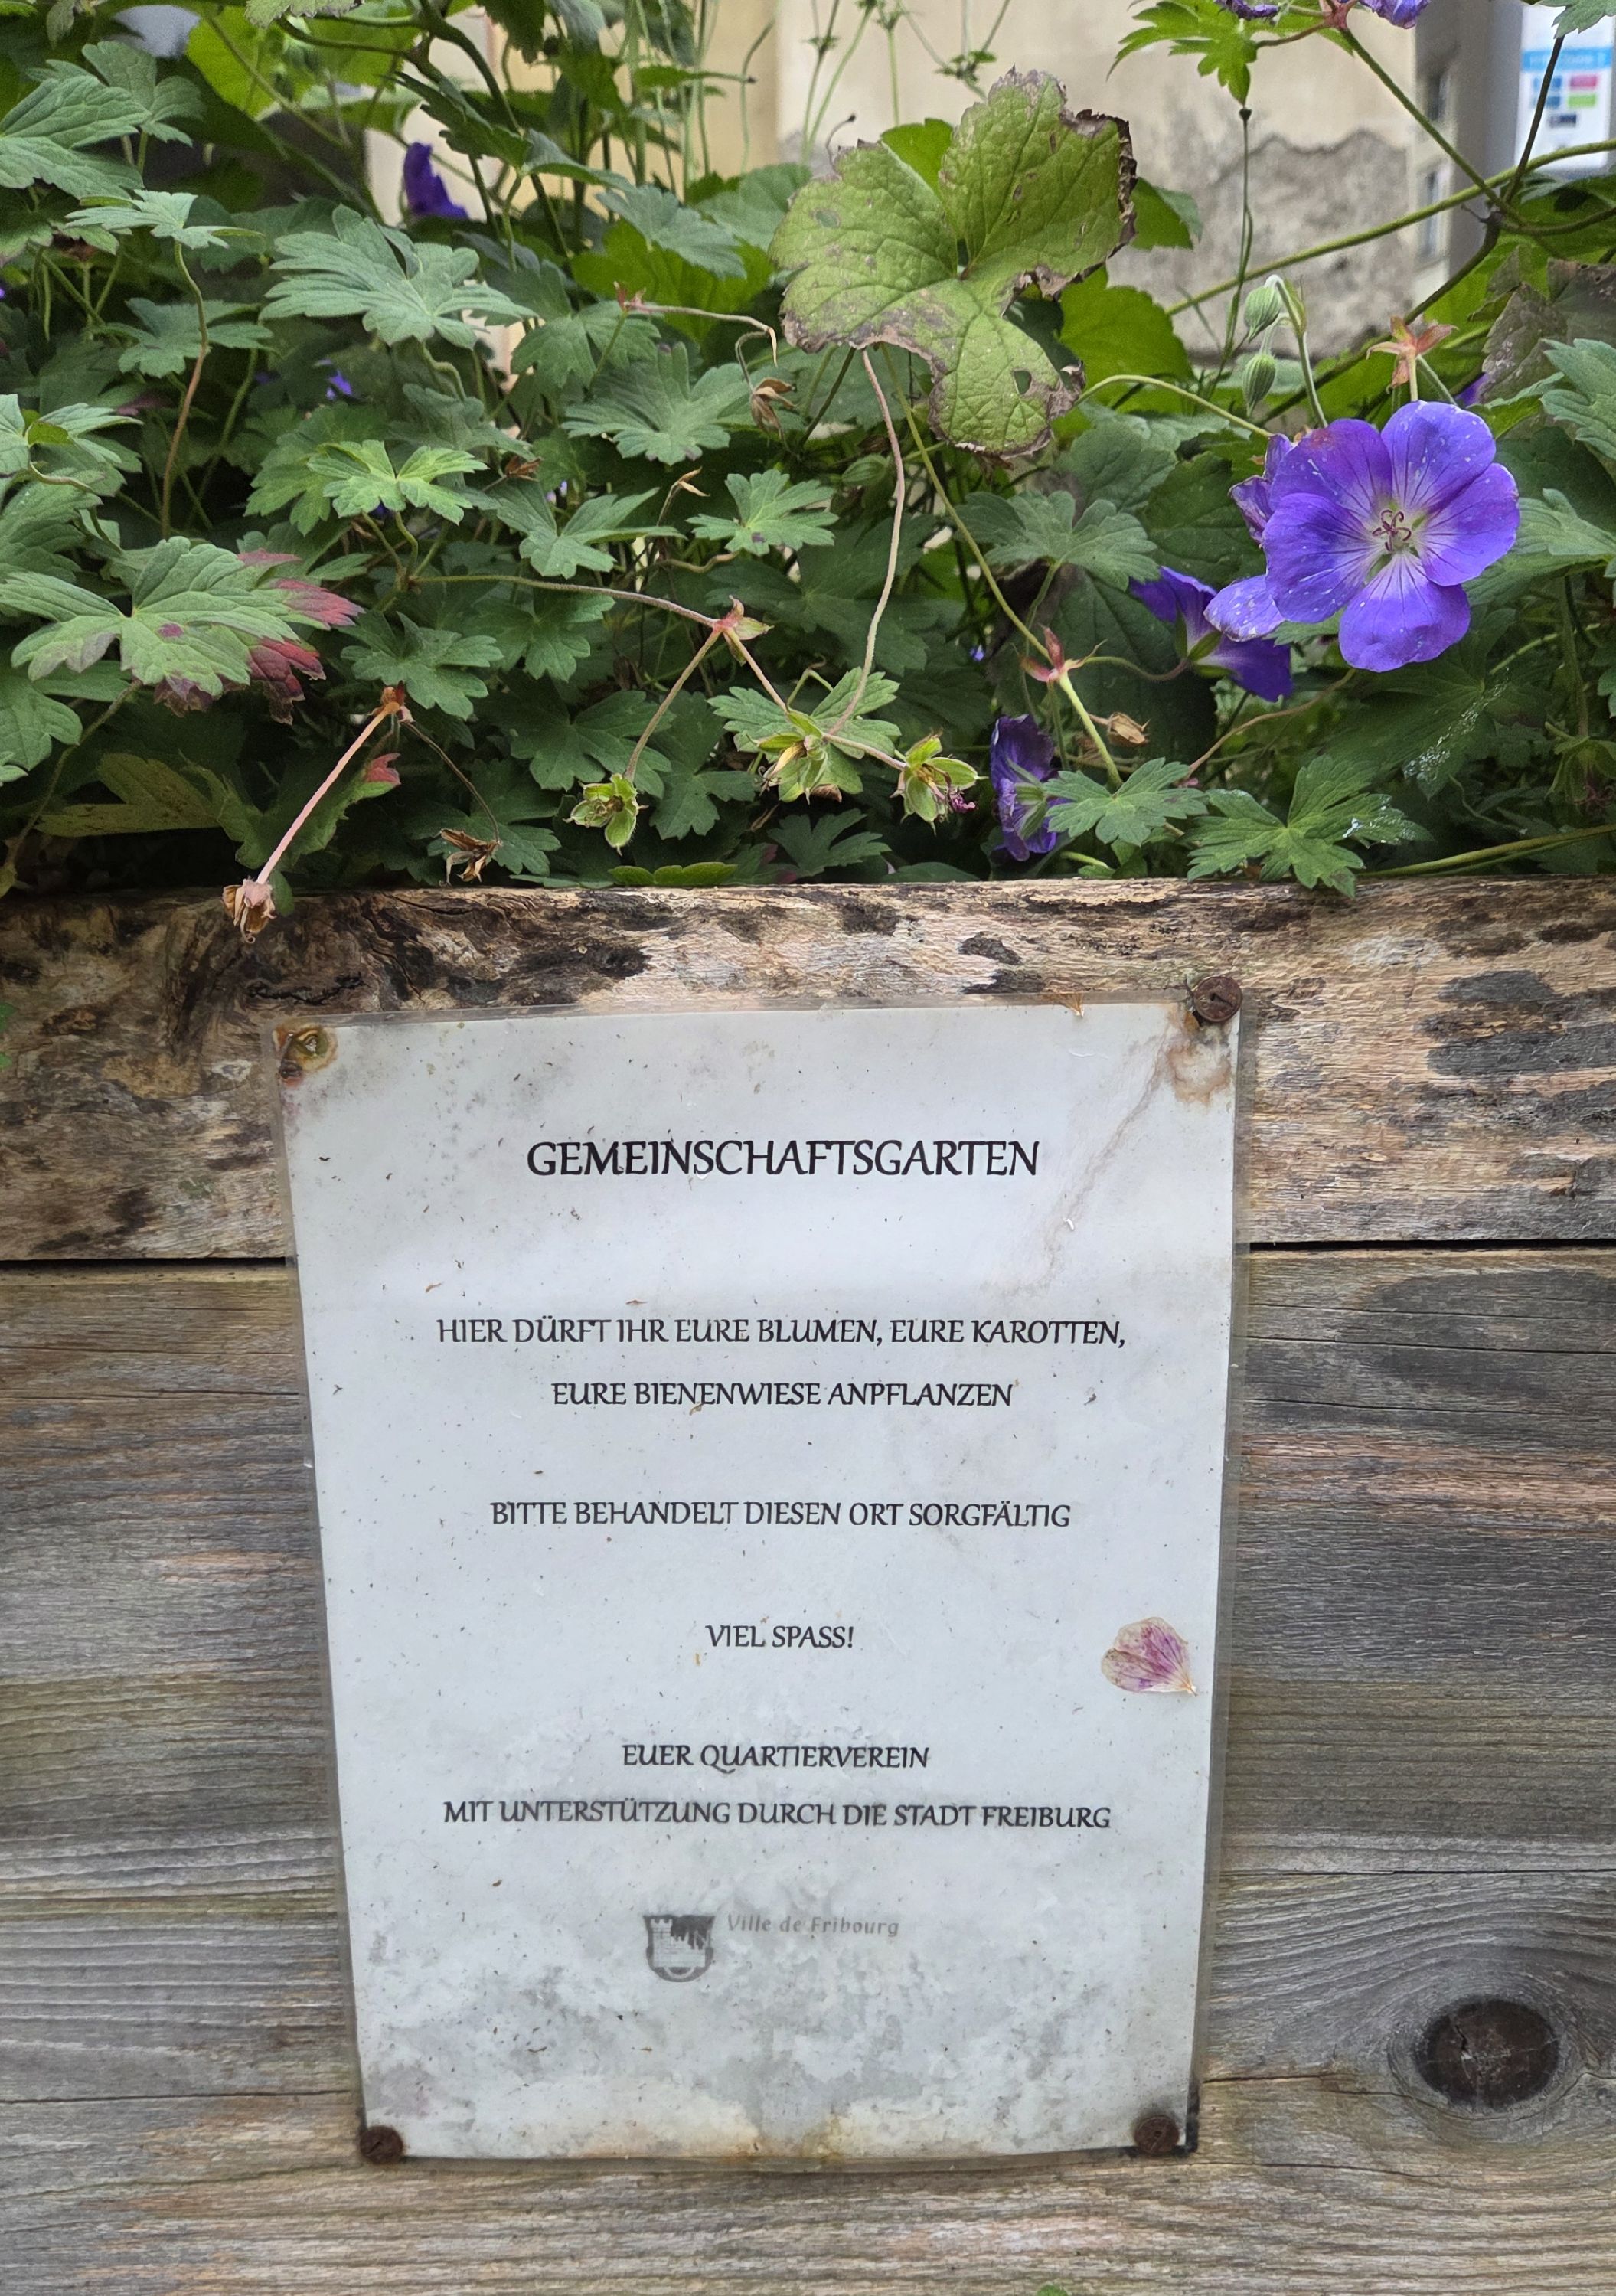 GEMEINSCHAFTSGARTEN
HIER DÜRFT IHR EURE BLUMEN, EURE KAROTTEN,
EURE BIENENWIESE ANPFLANZEN
BITTE BEHANDELT DIESEN ORT SORGFÄLTIG
VIEL SPASS!
EUER QUARTIERVEREIN
MIT UNTERSTÜTZUNG DURCH DIE STADT FREIBURG
Ville de Fribourg